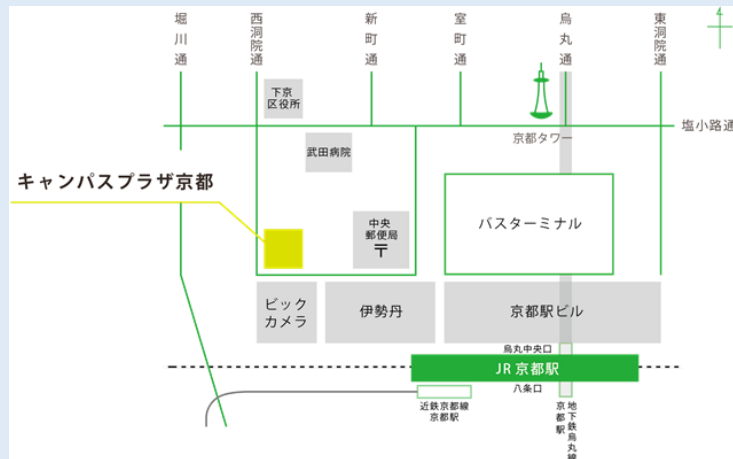 堀川通
西洞院通
新町通
室町通
烏丸通
東洞院通
下京
区役所
塩小路通
京都タワー
武田病院
キャンパスプラザ京都
中央
郵便局
〒
バスターミナル
ビック
カメラ
伊勢丹
京都駅ビル
烏丸中央口
JR 京都駅
八条口
近鉄京都線
京都駅
地下鉄烏丸線
京都駅